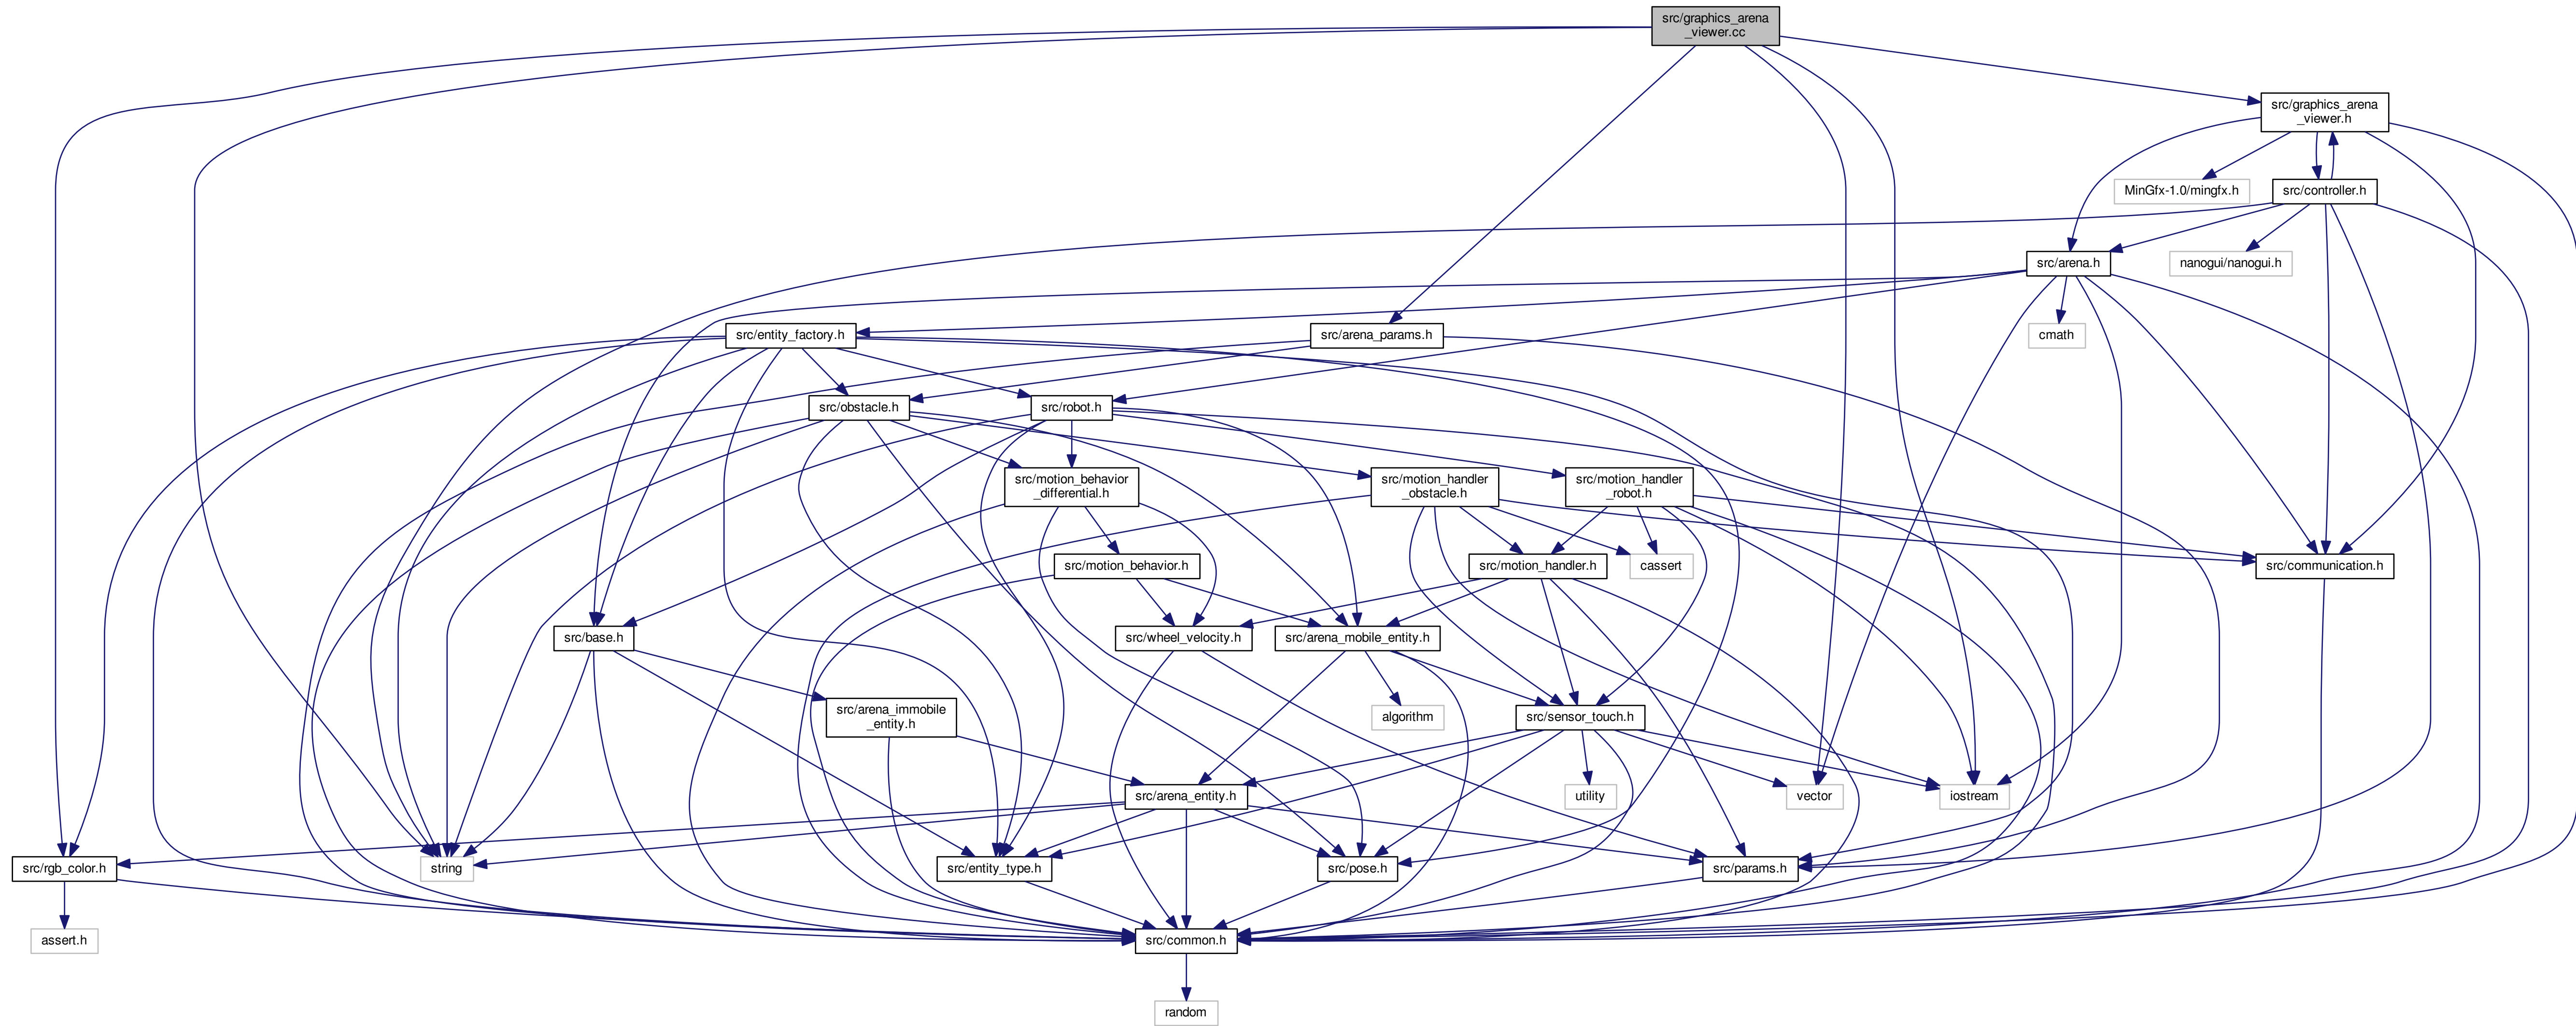 src/graphics_arena
_viewer.cc
src/graphics_arena
_viewer.h
MinGfx-1.0/mingfx.h
src/controller.h
src/arena.h
nanogui/nanogui.h
src/entity_factory.h
src/arena_params.h
cmath
src/obstacle.h
src/robot.h
src/motion_behavior
_differential.h
src/motion_handler
_obstacle.h
src/motion_handler
_robot.h
src/motion_behavior.h
src/motion_handler.h
cassert
src/communication.h
src/base.h
src/wheel_velocity.h
src/arena_mobile_entity.h
src/arena_immobile
_entity.h
algorithm
src/sensor_touch.h
src/arena_entity.h
utility
vector
iostream
src/rgb_color.h
string
src/entity_type.h
src/pose.h
src/params.h
assert.h
src/common.h
random